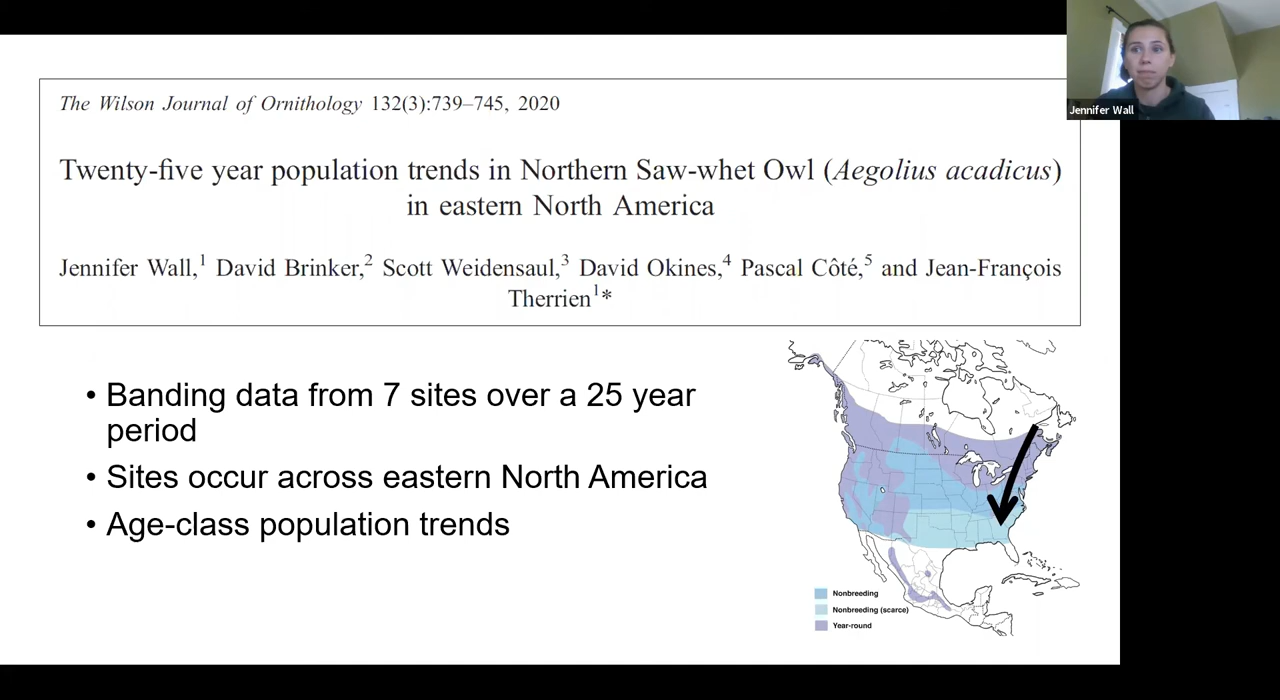 The Wilson Journal of Ornithology 132(3):739–745, 2020
Twenty-five year population trends in Northern Saw-whet Owl (Aegolius acadicus)
in eastern North America
Jennifer Wall,1 David Brinker,2 Scott Weidensaul,3 David Okines,4 Pascal Côté,5 and Jean-François
Therrien1*
• Banding data from 7 sites over a 25 year
period
• Sites occur across eastern North America
• Age-class population trends
Nonbreeding
Nonbreeding (scarce)
Year-round
Jennifer Wall